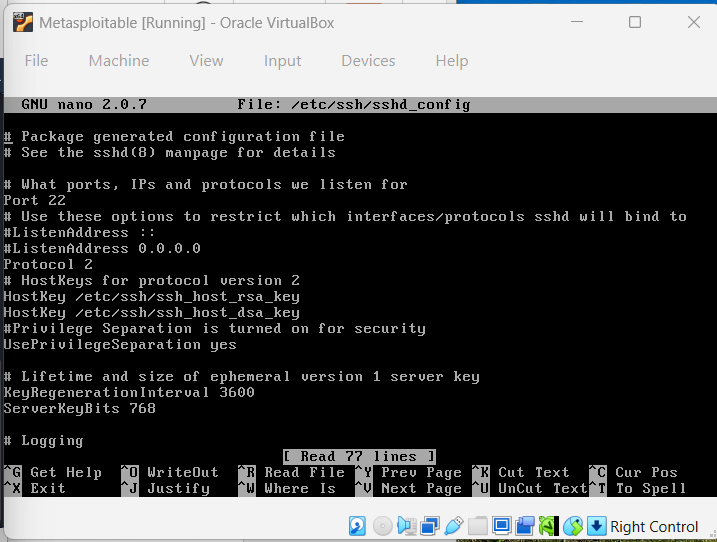 Metasploitable [Running] - Oracle VirtualBox
File Machine View Input Devices Help
GNU nano 2.0.7 File: /etc/ssh/sshd_config
# Package generated configuration file
# See the sshd(8) manpage for details
# What ports, IPs and protocols we listen for
Port 22
# Use these options to restrict which interfaces/protocols sshd will bind to
#ListenAddress ::
#ListenAddress 0.0.0.0
Protocol 2
# HostKeys for protocol version 2
HostKey /etc/ssh/ssh_host_rsa_key
HostKey /etc/ssh/ssh_host_dsa_key
#Privilege Separation is turned on for security
UsePrivilegeSeparation yes
# Lifetime and size of ephemeral version 1 server key
KeyRegenerationInterval 3600
ServerKeyBits 768
# Logging
[ Read 77 lines ]
^G Get Help ^O WriteOut ^R Read File ^Y Prev Page ^K Cut Text ^C Cur Pos
^X Exit ^J Justify ^W Where Is ^V Next Page ^U UnCut Text ^T To Spell
Right Control